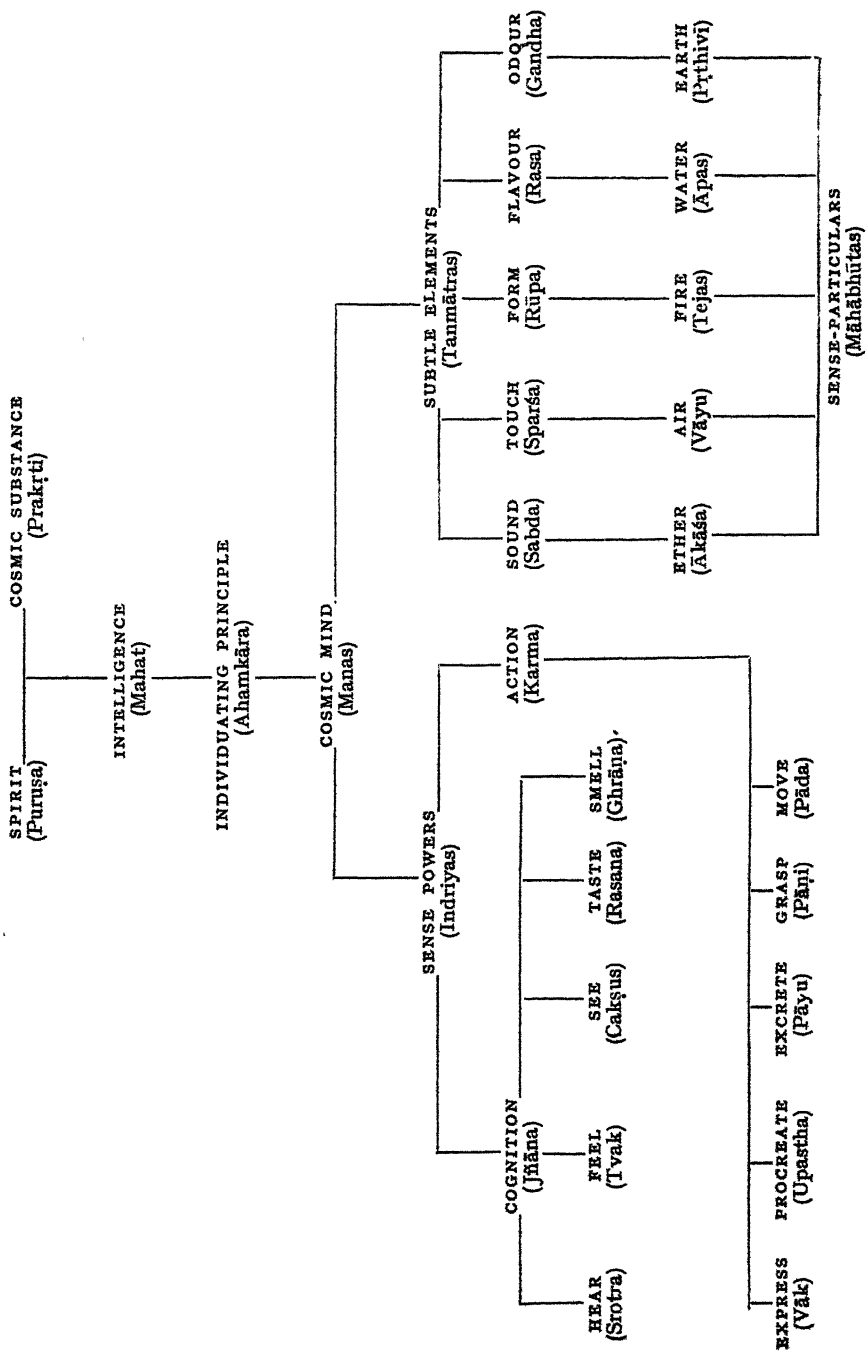 SPIRIT
(Puruṣa)
COSMIC SUBSTANCE
(Prakṛti)
INTELLIGENCE
(Mahat)
INDIVIDUATING PRINCIPLE
(Ahamkāra)
COSMIC MIND
(Manas)
SENSE POWERS
(Indriyas)
SUBTLE ELEMENTS
(Tanmātras)
COGNITION
(Jñāna)
ACTION
(Karma)
SOUND
(Sabda)
TOUCH
(Sparśa)
FORM
(Rūpa)
FLAVOUR
(Rasa)
ODOUR
(Gandha)
HEAR
(Srotra)
FEEL
(Tvak)
SEE
(Cakṣus)
TASTE
(Rasana)
SMELL
(Ghrāṇa)
ETHER
(Ākāśa)
AIR
(Vāyu)
FIRE
(Tejas)
WATER
(Āpas)
EARTH
(Pṛthivī)
EXPRESS
(Vāk)
PROCREATE
(Upastha)
EXCRETE
(Pāyu)
GRASP
(Pāṇi)
MOVE
(Pāda)
SENSE-PARTICULARS
(Māhābhūtas)